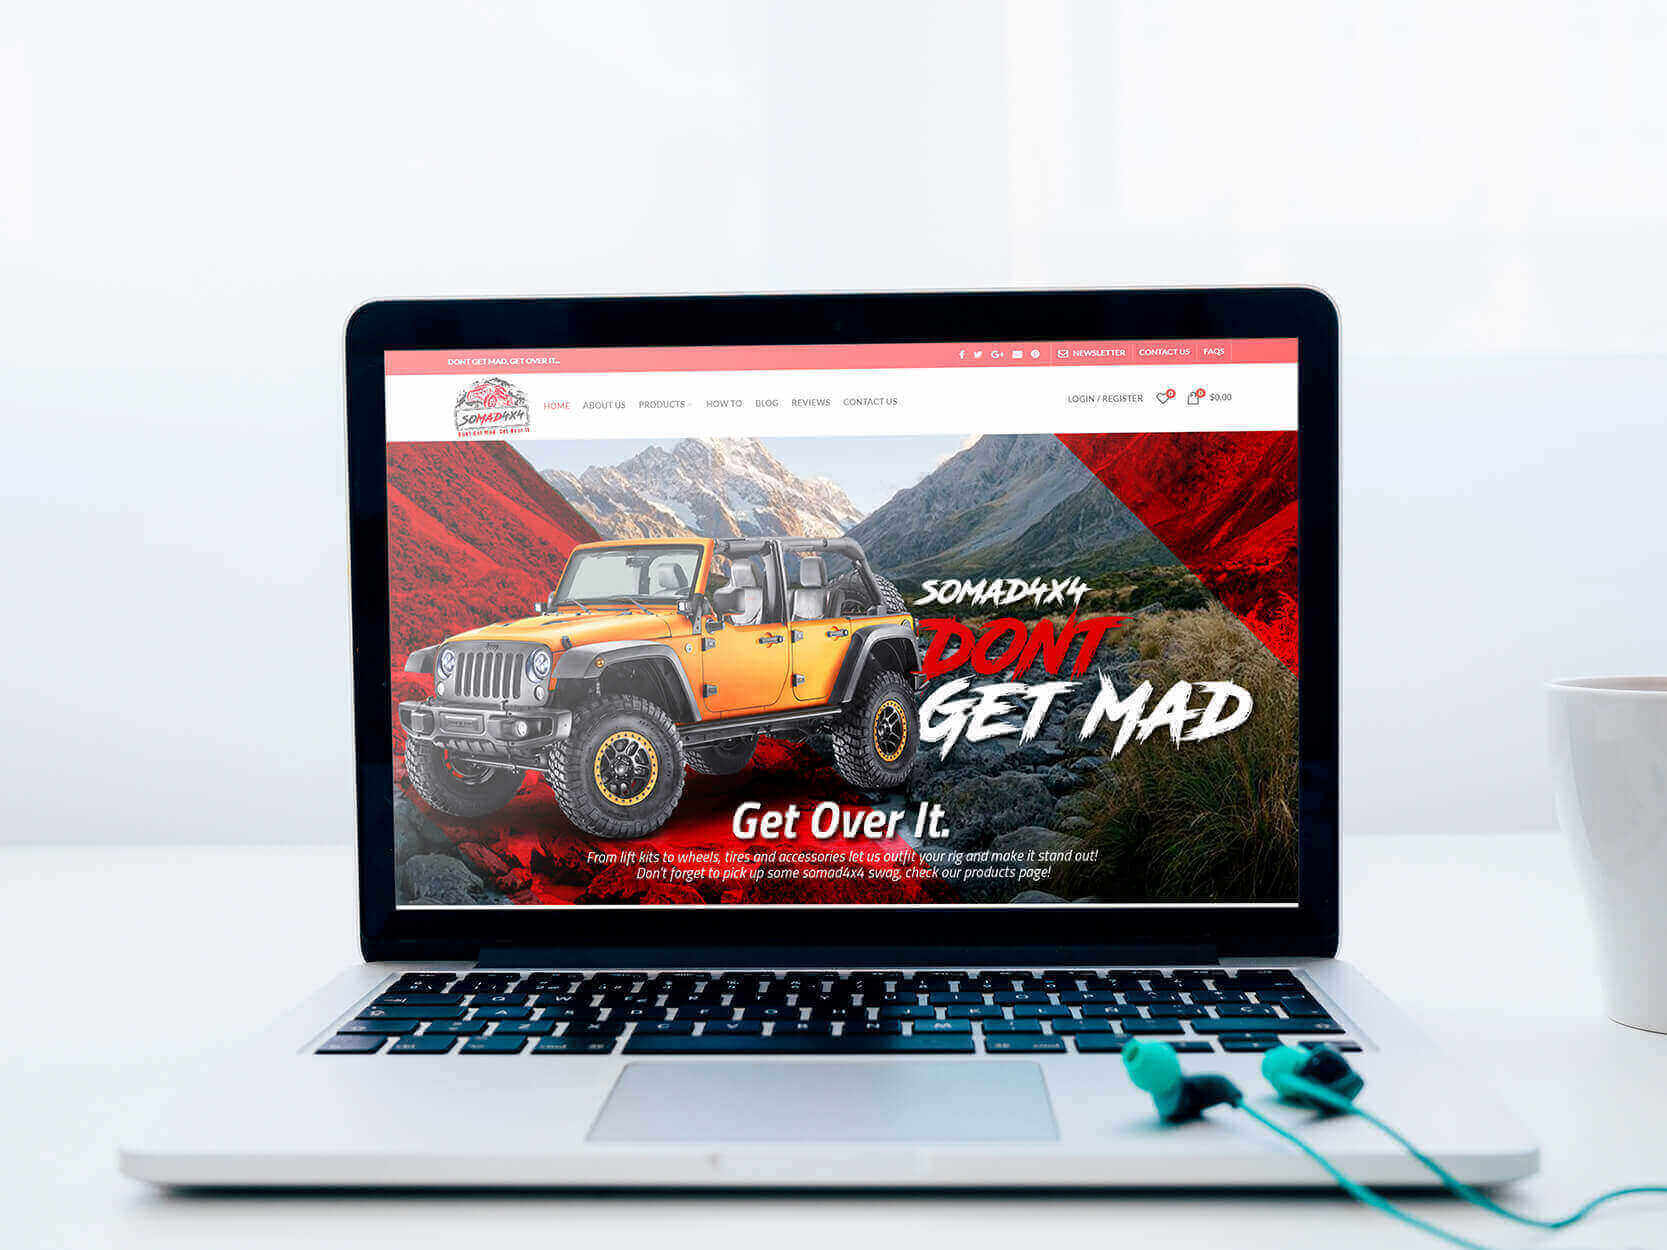 DONT GET MAD, GET OVER IT...
NEWSLETTER
CONTACT US
FAQS
SOMAD4X4
HOME
ABOUT US
PRODUCTS
HOW TO
BLOG
REVIEWS
CONTACT US
LOGIN / REGISTER
0
0
$0.00
SOMAD4X4
DONT
GET MAD
Get Over It.
From lift kits to wheels, tires and accessories let us outfit your rig and make it stand out!
Don't forget to pick up some somad4x4 swag, check our products page!